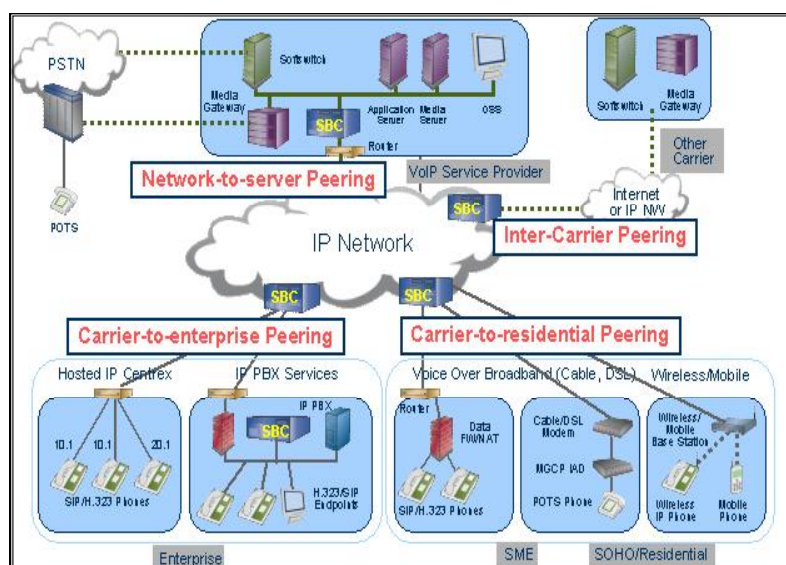 PSTN
POTS
Softswitch
Media
Gateway
SBC
Application
Server
Media
Server
OSS
Router
Network-to-server Peering
VoIP Service Provider
Softswitch
Media
Gateway
Other
Carrier
Internet
or IP NW
SBC
Inter-Carrier Peering
IP Network
SBC
SBC
Carrier-to-enterprise Peering
Carrier-to-residential Peering
Hosted IP Centrex
IP PBX Services
Voice Over Broadband (Cable, DSL)
Wireless/Mobile
10.1
10.1
20.1
SIP/H.323 Phones
IP PBX
SBC
H.323/SIP
Endpoints
Router
Data
FW/NAT
SIP/H.323 Phones
Cable/DSL
Modem
MGCP IAD
POTS Phone
Wireless/
Mobile
Base Station
Wireless
IP Phone
Mobile
Phone
Enterprise
SME
SOHO/Residential